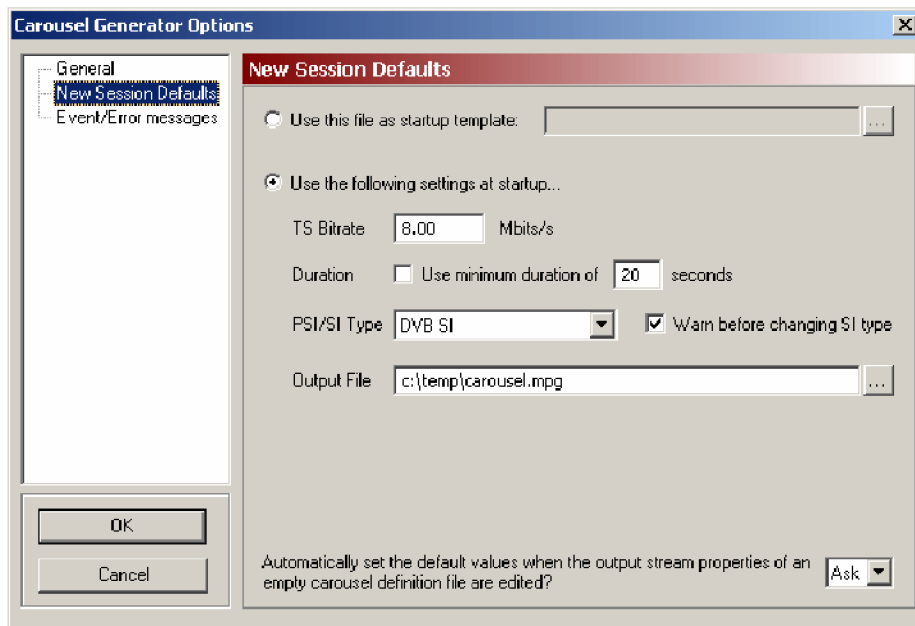 Carousel Generator Options
General
New Session Defaults
Event/Error messages
OK
Cancel
New Session Defaults
Use this file as startup template: ...
Use the following settings at startup...
TS Bitrate 8.00 Mbits/s
Duration Use minimum duration of 20 seconds
PSI/SI Type DVB SI Warn before changing SI type
Output File c:\temp\carousel.mpg ...
Automatically set the default values when the output stream properties of an
empty carousel definition file are edited? Ask